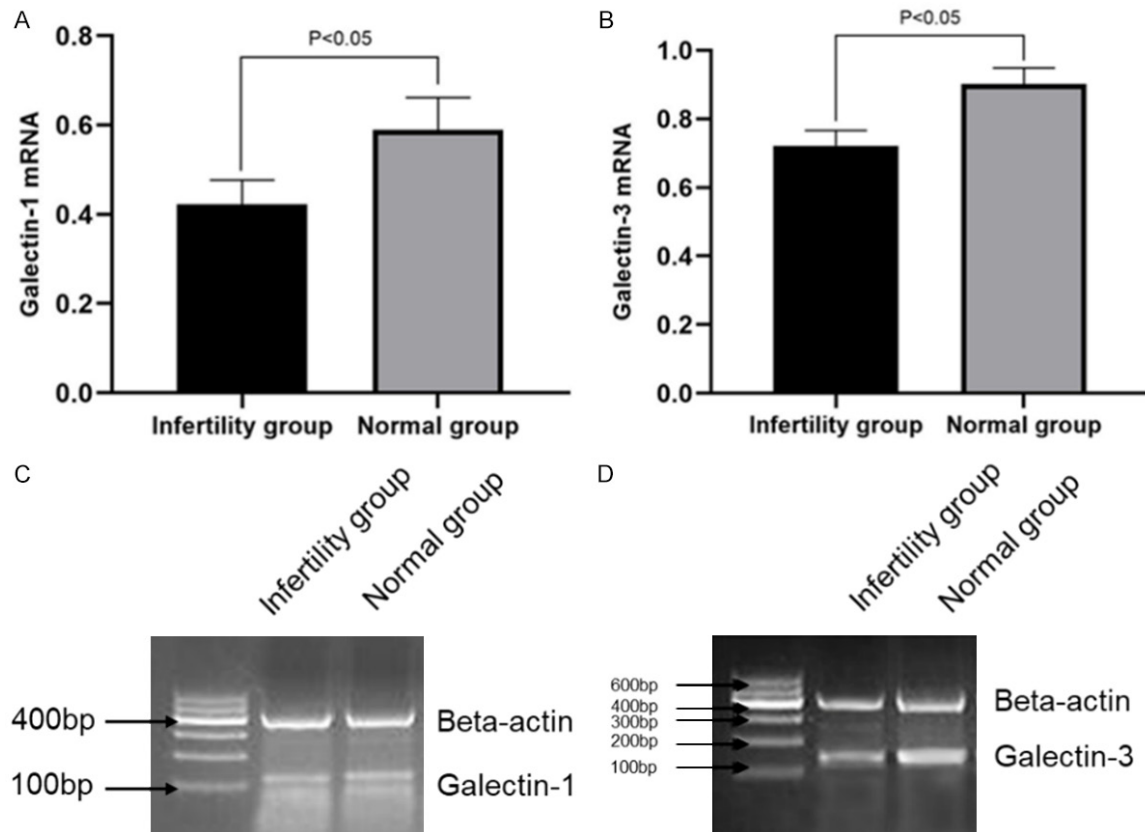 A
P<0.05
Galectin-1 mRNA
0.8
0.6
0.4
0.2
0.0
Infertility group
Normal group
B
P<0.05
Galectin-3 mRNA
1.0
0.8
0.6
0.4
0.2
0.0
Infertility group
Normal group
C
Infertility group
Normal group
400bp
100bp
Beta-actin
Galectin-1
D
Infertility group
Normal group
600bp
400bp
300bp
200bp
100bp
Beta-actin
Galectin-3